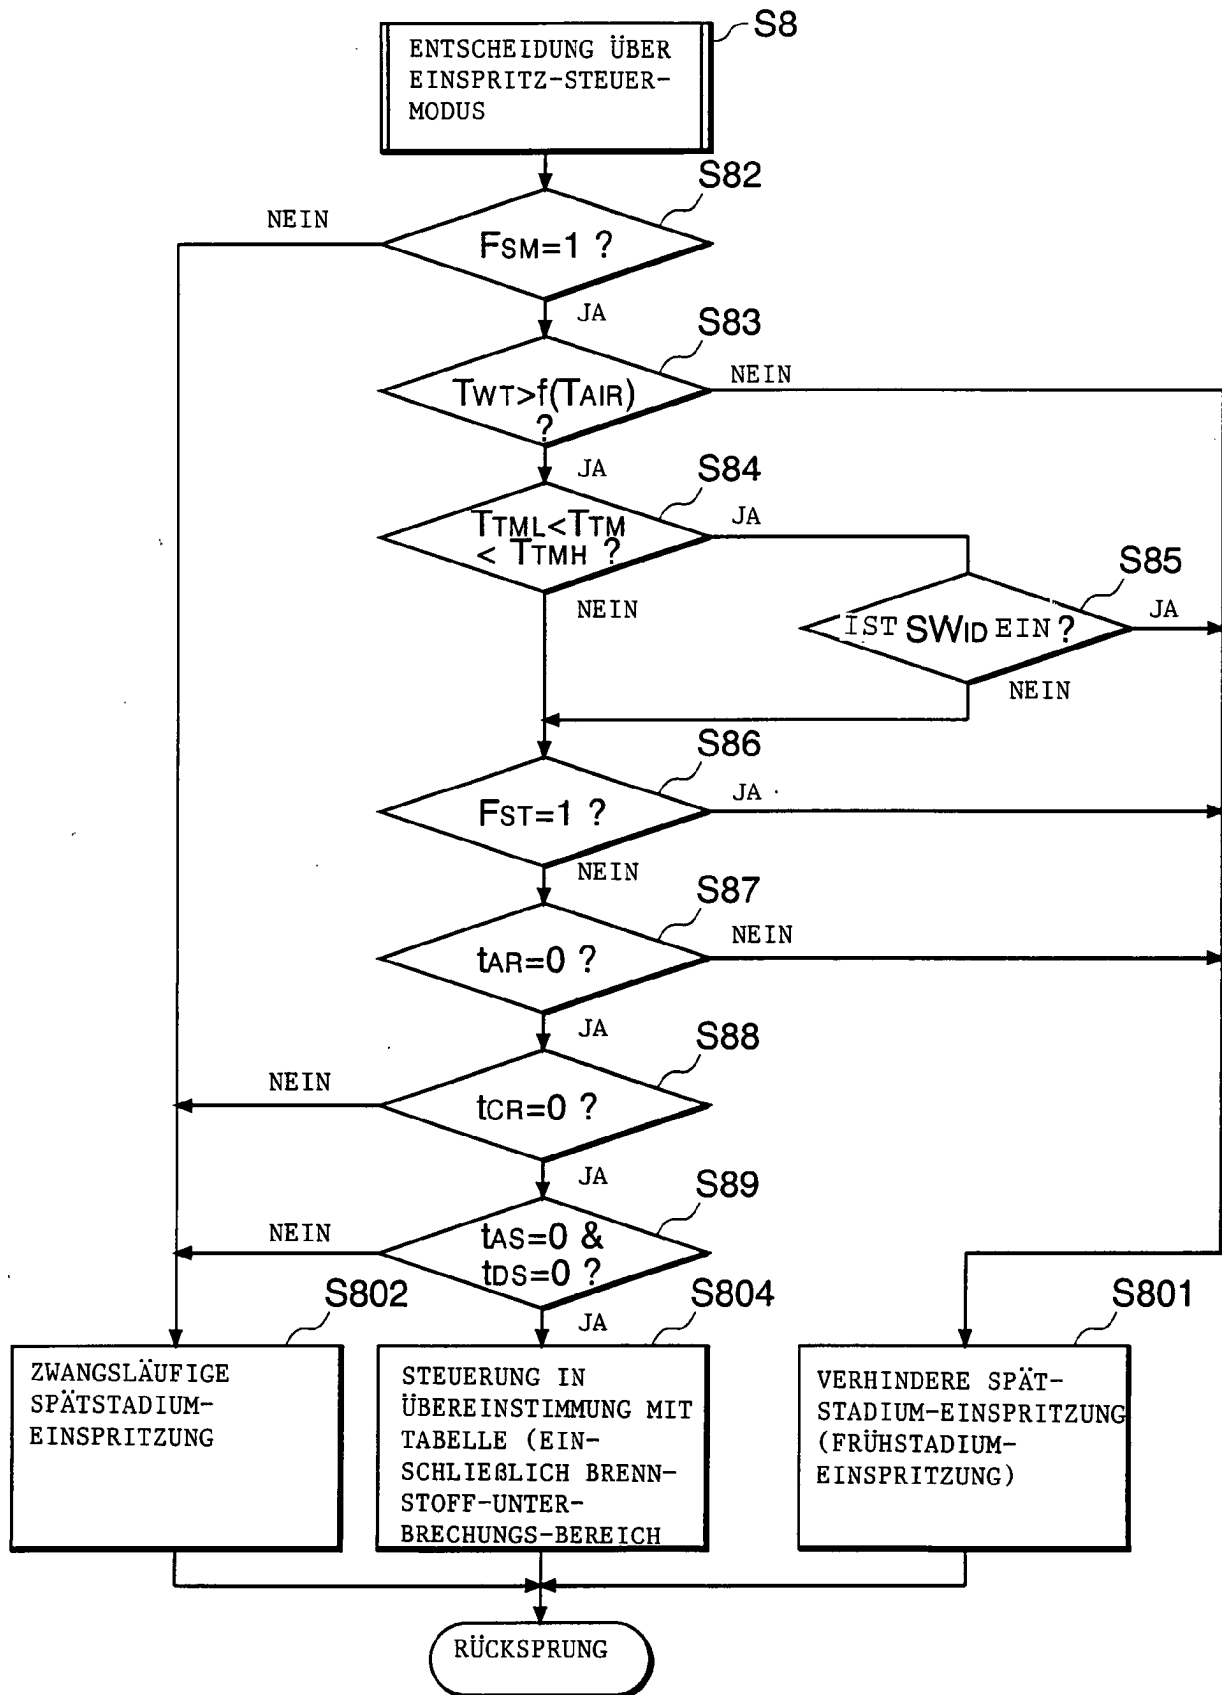 S8
ENTSCHEIDUNG ÜBER
EINSPRITZ-STEUER-
MODUS
S82
NEIN
FSM=1 ?
JA
S83
NEIN
TWT>f(TAIR)
?
JA
S84
JA
TTML<TTM
< TTMH ?
NEIN
S85
IST SWID EIN ?
JA
NEIN
S86
FST=1 ?
JA
NEIN
S87
tAR=0 ?
NEIN
JA
S88
NEIN
tCR=0 ?
JA
S89
NEIN
tAS=0 &
tDS=0 ?
JA
S802
ZWANGSLÄUFIGE
SPÄTSTADIUM-
EINSPRITZUNG
S804
STEUERUNG IN
ÜBEREINSTIMMUNG MIT
TABELLE (EIN-
SCHLIEßLICH BRENN-
STOFF-UNTER-
BRECHUNGS-BEREICH
S801
VERHINDERE SPÄT-
STADIUM-EINSPRITZUNG
(FRÜHSTADIUM-
EINSPRITZUNG)
RÜCKSPRUNG